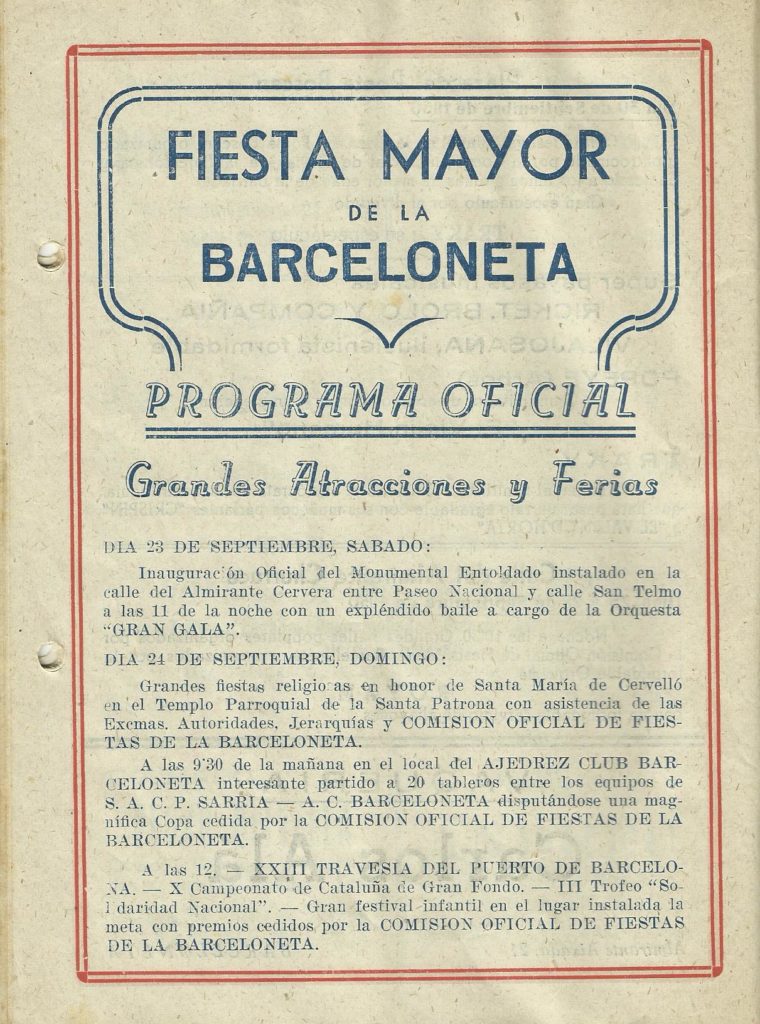 FIESTA MAYOR
DE LA
BARCELONETA
PROGRAMA OFICIAL
Grandes Atracciones y Ferias
DIA 23 DE SEPTIEMBRE, SABADO:
Inauguración Oficial del Monumental Entoldado instalado en la
calle del Almirante Cervera entre Paseo Nacional y calle San Telmo
a las 11 de la noche con un expléndido baile a cargo de la Orquesta
"GRAN GALA".
DIA 24 DE SEPTIEMBRE, DOMINGO:
Grandes fiestas religio as en honor de Santa María de Cervelló
en el Templo Parroquial de la Santa Patrona con asistencia de las
Excmas. Autoridades, Jerarquías y COMISION OFICIAL DE FIES-
TAS DE LA BARCELONETA.
A las 9'30 de la mañana en el local del AJEDREZ CLUB BAR-
CELONETA interesante partido a 20 tableros entre los equipos de
S. A. C. P. SARRIA — A. C. BARCELONETA disputándose una mag-
nífica Copa cedida por la COMISION OFICIAL DE FIESTAS DE LA
BARCELONETA.
A las 12. — XXIII TRAVESIA DEL PUERTO DE BARCELO-
NA. — X Campeonato de Cataluña de Gran Fondo. — III Trofeo "So-
lidaridad Nacional". — Gran festival infantil en el lugar instalada la
meta con premios cedidos por la COMISION OFICIAL DE FIESTAS
DE LA BARCELONETA.